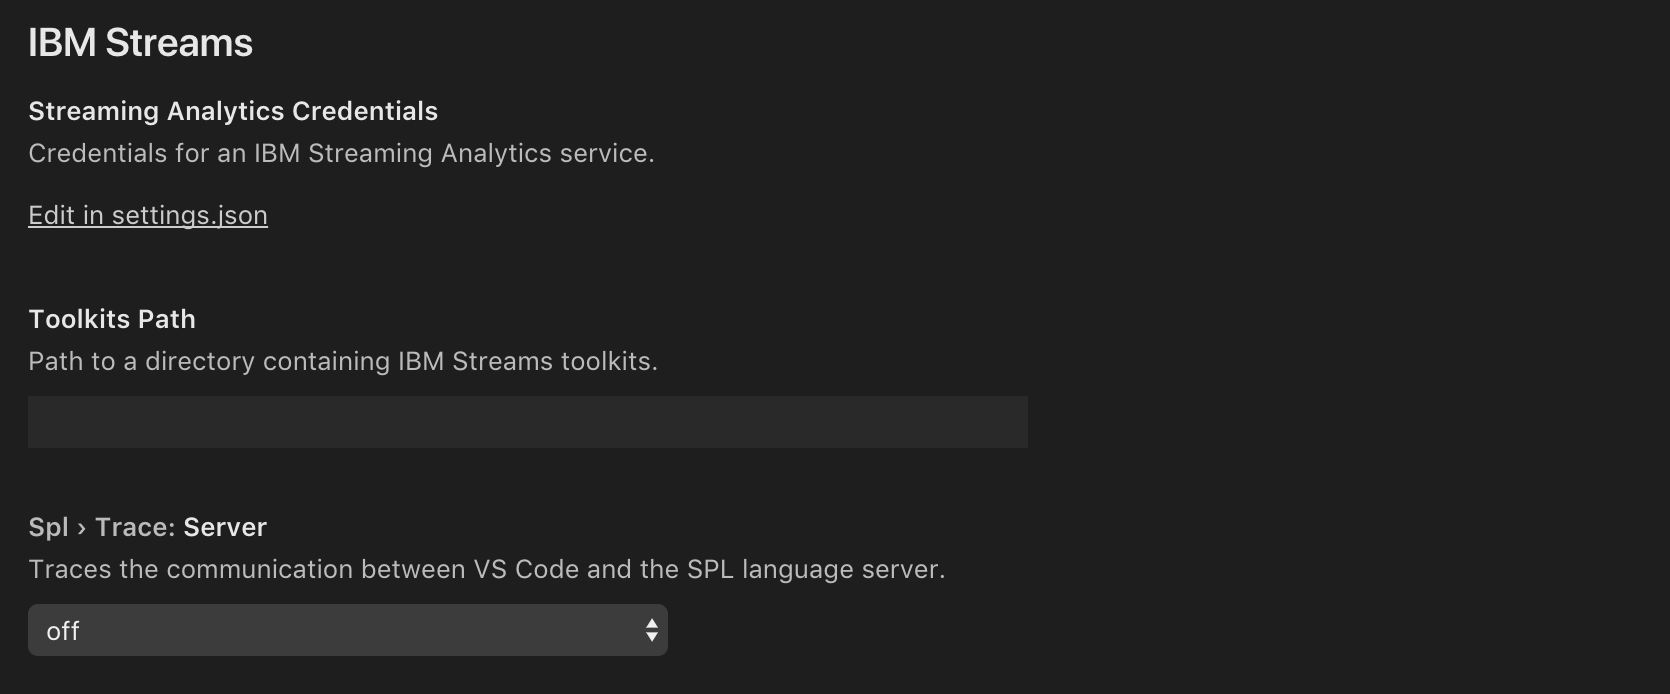 IBM Streams
Streaming Analytics Credentials
Credentials for an IBM Streaming Analytics service.
Edit in settings.json
Toolkits Path
Path to a directory containing IBM Streams toolkits.
Spl › Trace: Server
Traces the communication between VS Code and the SPL language server.
off